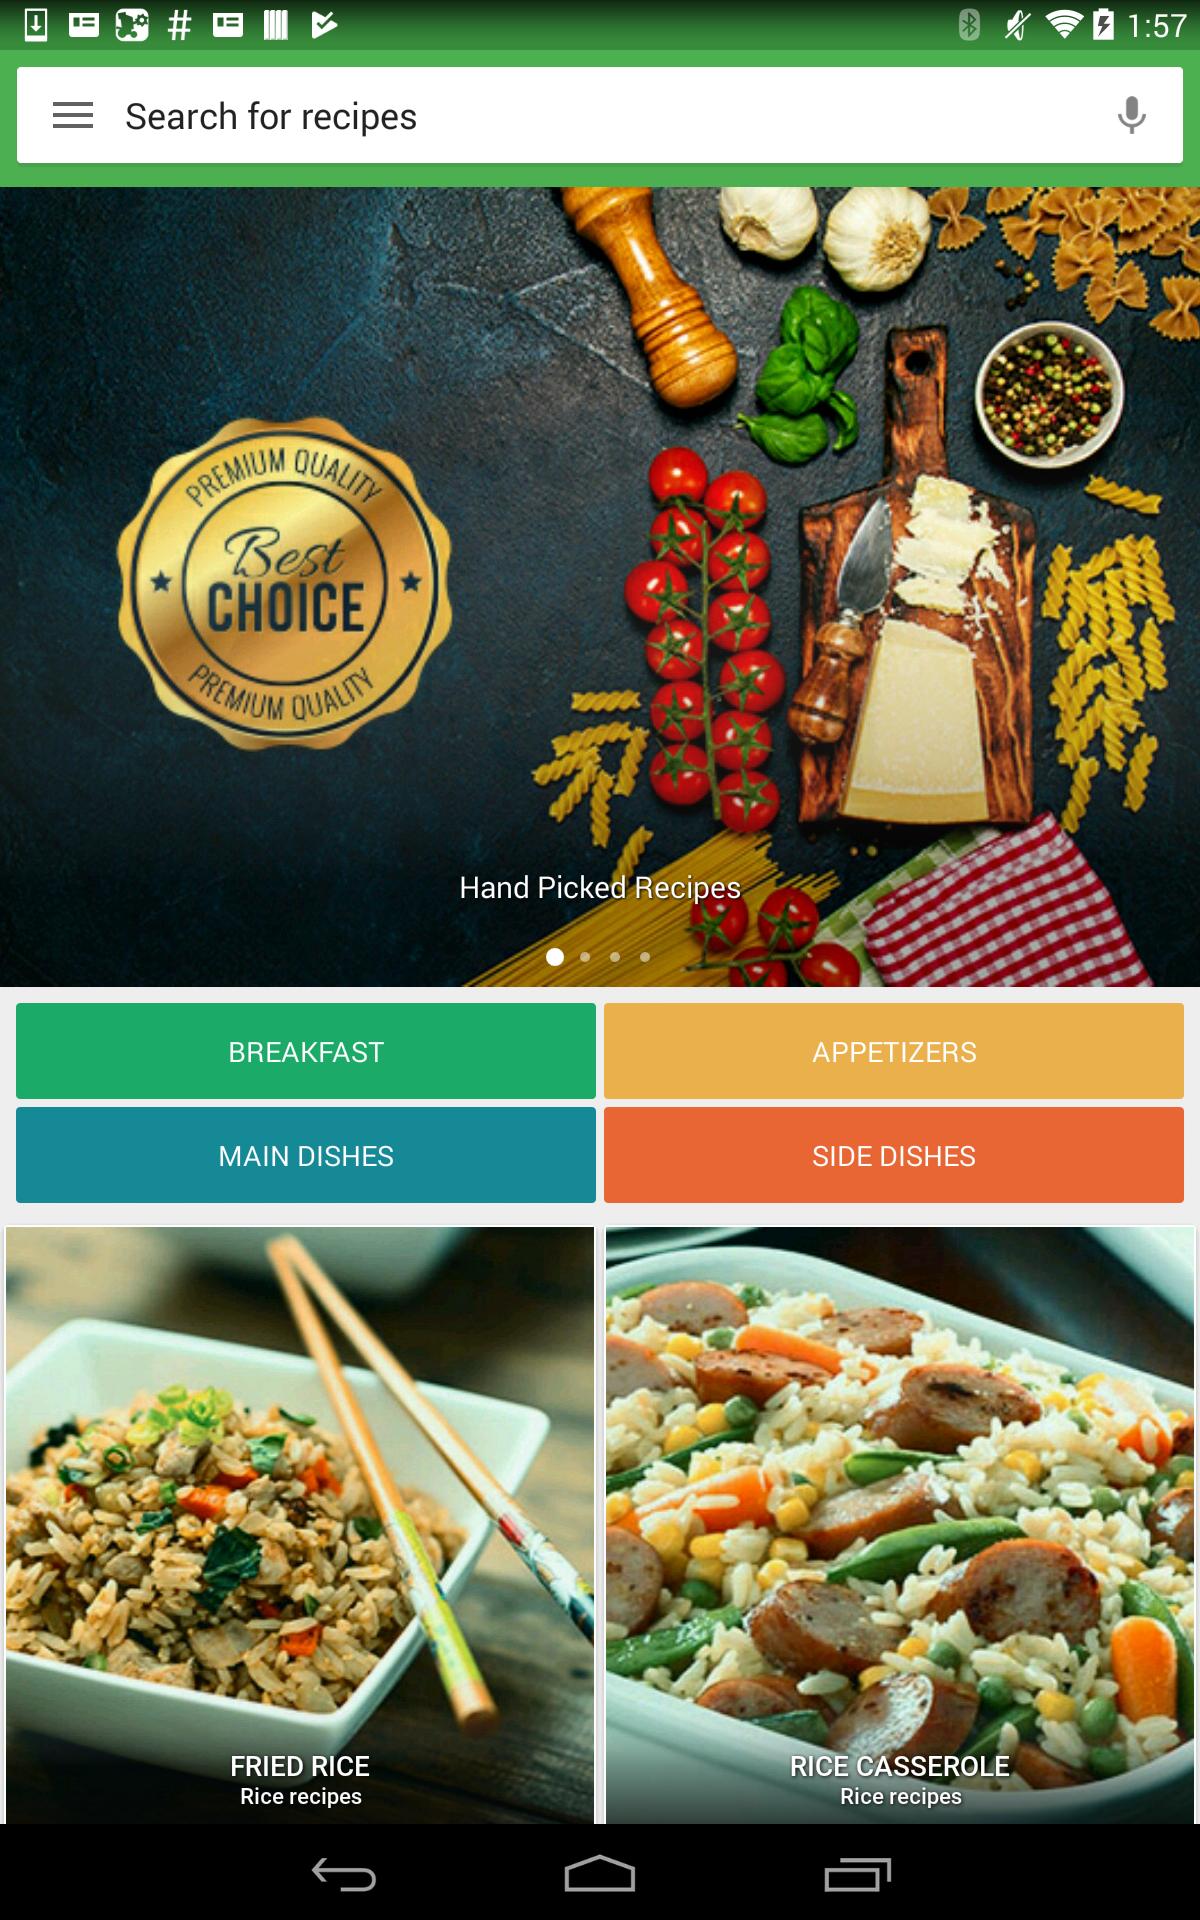 # 1:57
Search for recipes
PREMIUM QUALITY
Best
CHOICE
PREMIUM QUALITY
Hand Picked Recipes
BREAKFAST
APPETIZERS
MAIN DISHES
SIDE DISHES
FRIED RICE
Rice recipes
RICE CASSEROLE
Rice recipes